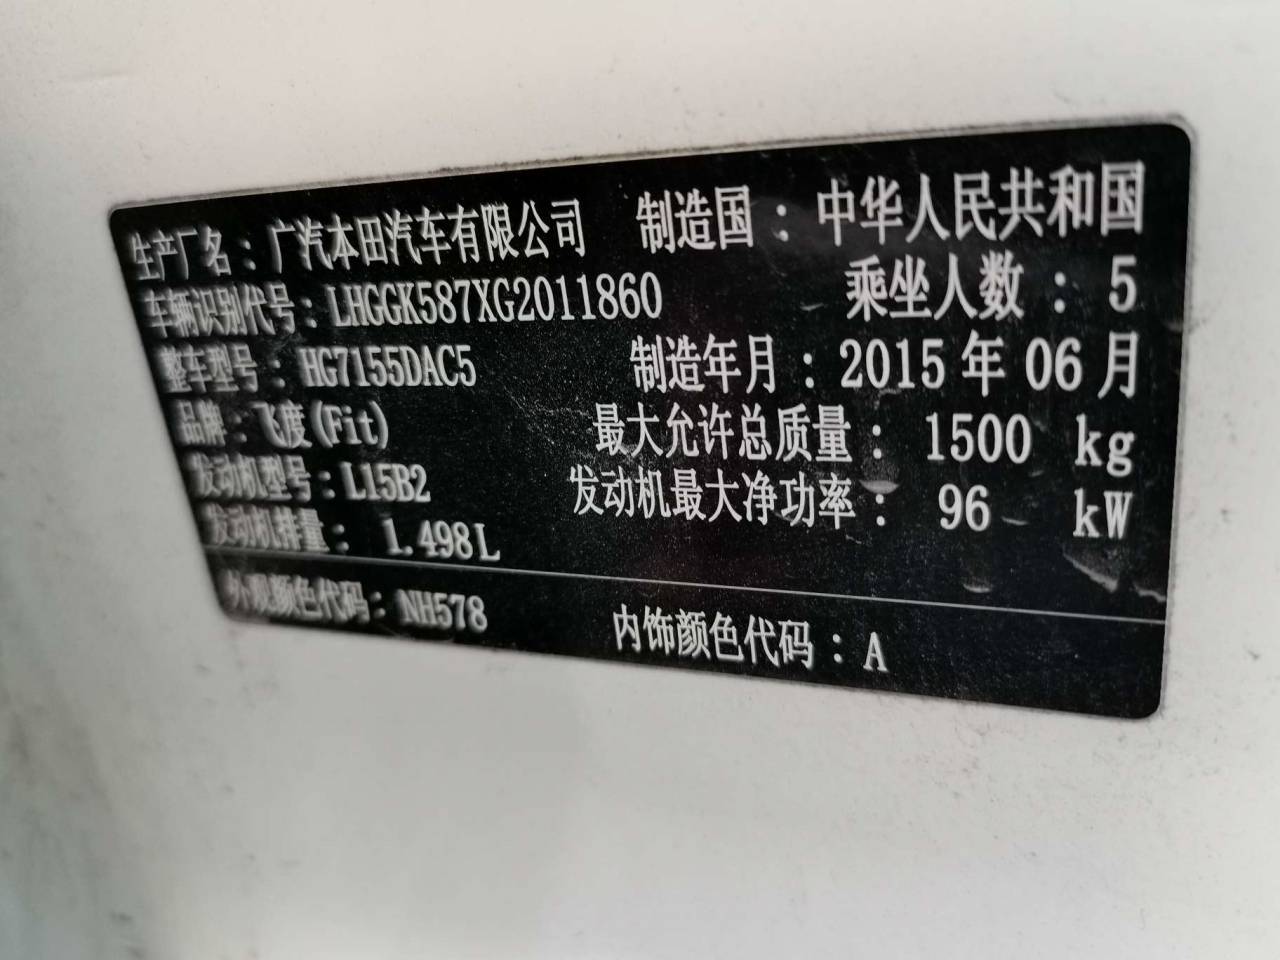 生产厂名：广汽本田汽车有限公司 制造国：中华人民共和国
车辆识别代号：LHGGK587XG2011860 乘坐人数：5
整车型号：HG7155DAC5 制造年月：2015年06月
品牌：飞度(Fit) 最大允许总质量：1500 kg
发动机型号：L15B2 发动机最大净功率：96 kW
发动机排量：1.498L
外观颜色代码：NH578 内饰颜色代码：A